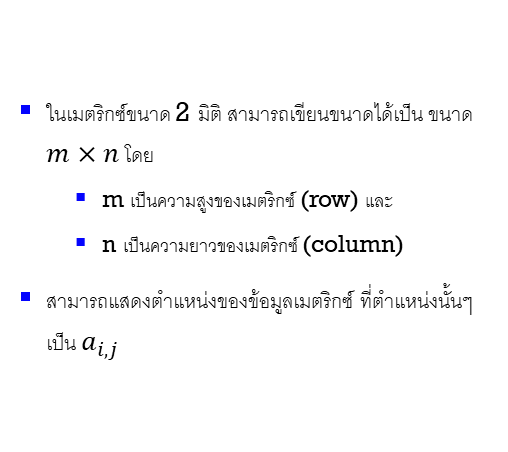 ในเมตริกซ์ขนาด 2 มิติ สามารถเขียนขนาดได้เป็น ขนาด
m × n โดย
m เป็นความสูงของเมตริกซ์ (row) และ
n เป็นความยาวของเมตริกซ์ (column)
สามารถแสดงตำแหน่งของข้อมูลเมตริกซ์ ที่ตำแหน่งนั้นๆ
เป็น a_{i,j}